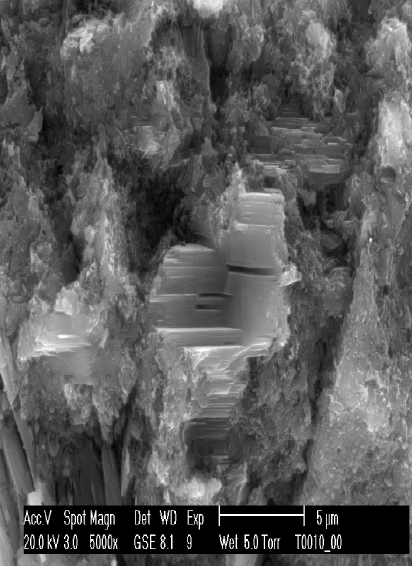 Acc.V Spot Magn Det WD Exp 5 µm
20.0 kV 3.0 5000x GSE 8.1 9 Wet 5.0 Torr T0010_00